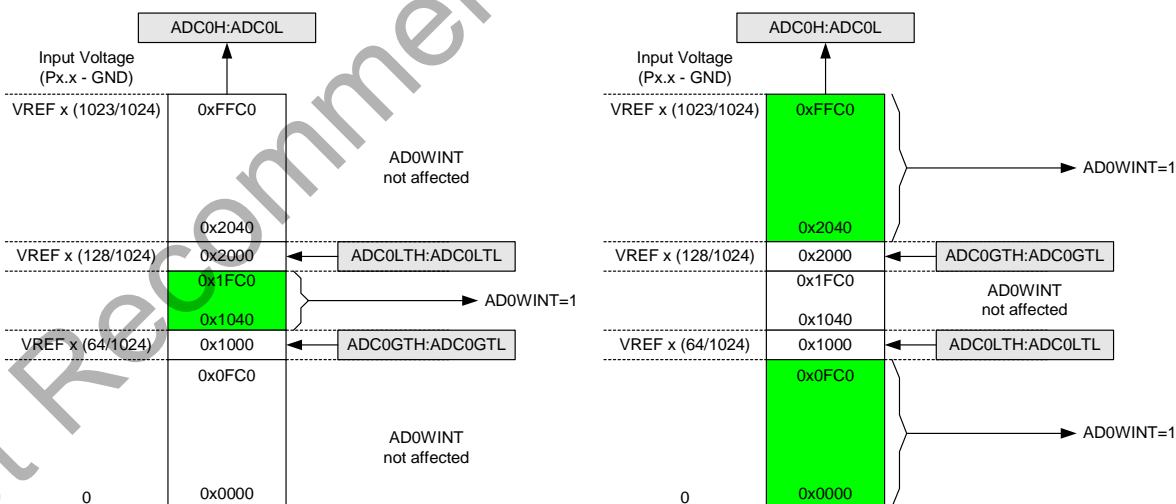 ADC0H:ADC0L
Input Voltage
(Px.x - GND)
VREF x (1023/1024)
0xFFC0
AD0WINT
not affected
0x2040
VREF x (128/1024)
0x2000
ADC0LTH:ADC0LTL
0x1FC0
AD0WINT=1
0x1040
VREF x (64/1024)
0x1000
ADC0GTH:ADC0GTL
0x0FC0
AD0WINT
not affected
0
0x0000
ADC0H:ADC0L
Input Voltage
(Px.x - GND)
VREF x (1023/1024)
0xFFC0
AD0WINT=1
0x2040
VREF x (128/1024)
0x2000
ADC0GTH:ADC0GTL
0x1FC0
AD0WINT
not affected
0x1040
VREF x (64/1024)
0x1000
ADC0LTH:ADC0LTL
0x0FC0
AD0WINT=1
0
0x0000
t Recomme